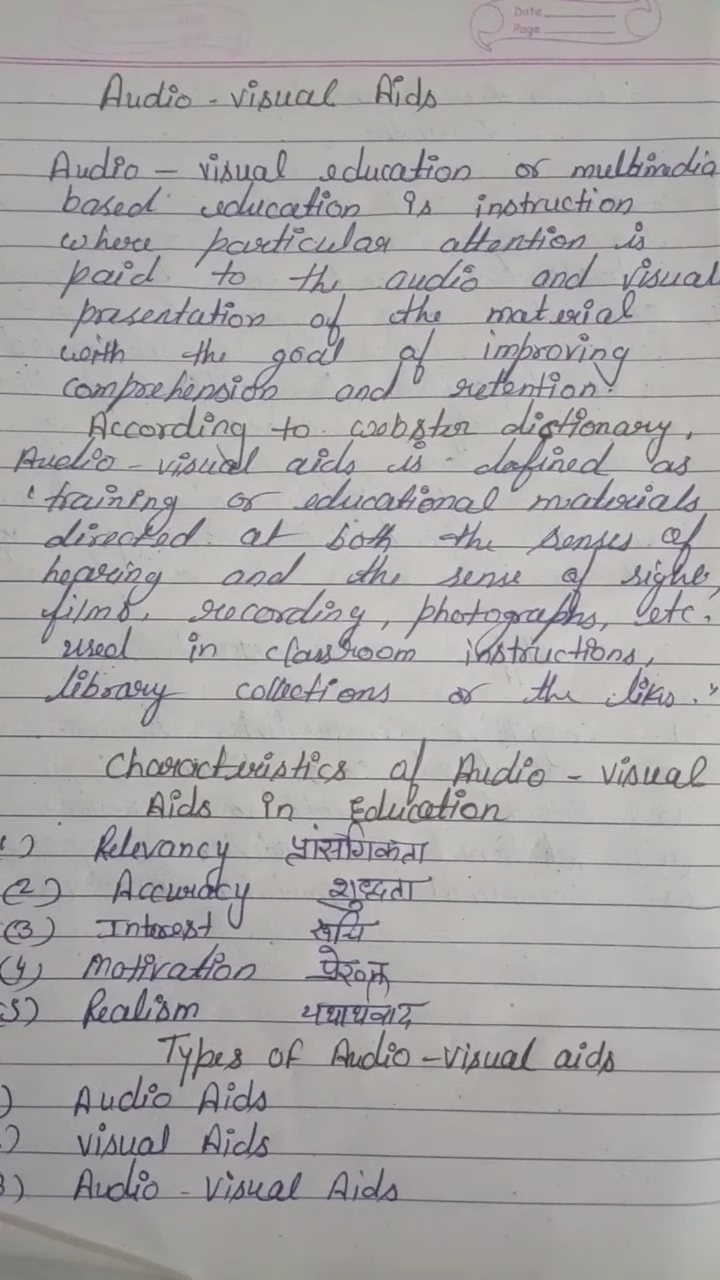 Date
Page
Audio - visual Aids
Audio - visual education or multimedia
based education is instruction
where particular attention is
paid to the audio and visual
presentation of the material
with the goal of improving
comprehension and retention.
According to webster dictionary,
Audio-visual aids is defined as
'training or educational materials
directed at both the senses of
hearing and the sense of sight,
films, recording, photographs, etc.
used in classroom instructions,
library collections or the likes."
Characteristics of Audio - visual
Aids in Education
1) Relevancy प्रांसगिकता
(2) Accuracy शुध्दता
(3) Interest रूचि
(4) Motivation
5) Realism
Types of Audio-visual aids
) Audio Aids
) visual Aids
3) Audio - visual Aids